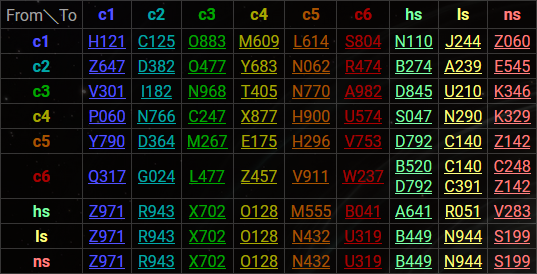 From＼To c1 c2 c3 c4 c5 c6 hs ls ns
c1 H121 C125 O883 M609 L614 S804 N110 J244 Z060
c2 Z647 D382 O477 Y683 N062 R474 B274 A239 E545
c3 V301 I182 N968 T405 N770 A982 D845 U210 K346
c4 P060 N766 C247 X877 H900 U574 S047 N290 K329
c5 Y790 D364 M267 E175 H296 V753 D792 C140 Z142
c6 Q317 G024 L477 Z457 V911 W237 B520 D792 C140 C391 C248 Z142
hs Z971 R943 X702 O128 M555 B041 A641 R051 V283
ls Z971 R943 X702 O128 N432 U319 B449 N944 S199
ns Z971 R943 X702 O128 N432 U319 B449 N944 S199